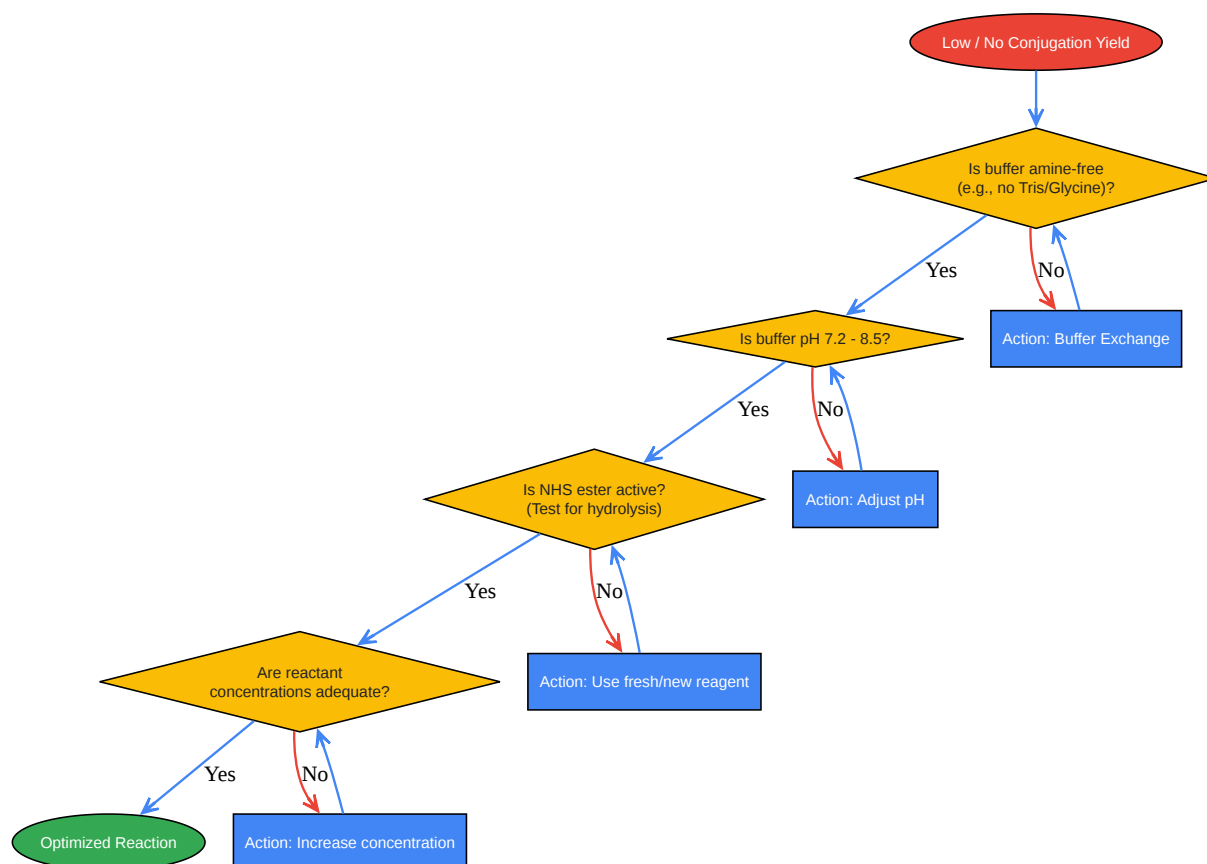 Low / No Conjugation Yield
Is buffer amine-free
(e.g., no Tris/Glycine)?
Yes
No
Is buffer pH 7.2 - 8.5?
Action: Buffer Exchange
Yes
No
Is NHS ester active?
(Test for hydrolysis)
Action: Adjust pH
Yes
No
Are reactant
concentrations adequate?
Action: Use fresh/new reagent
Yes
No
Optimized Reaction
Action: Increase concentration